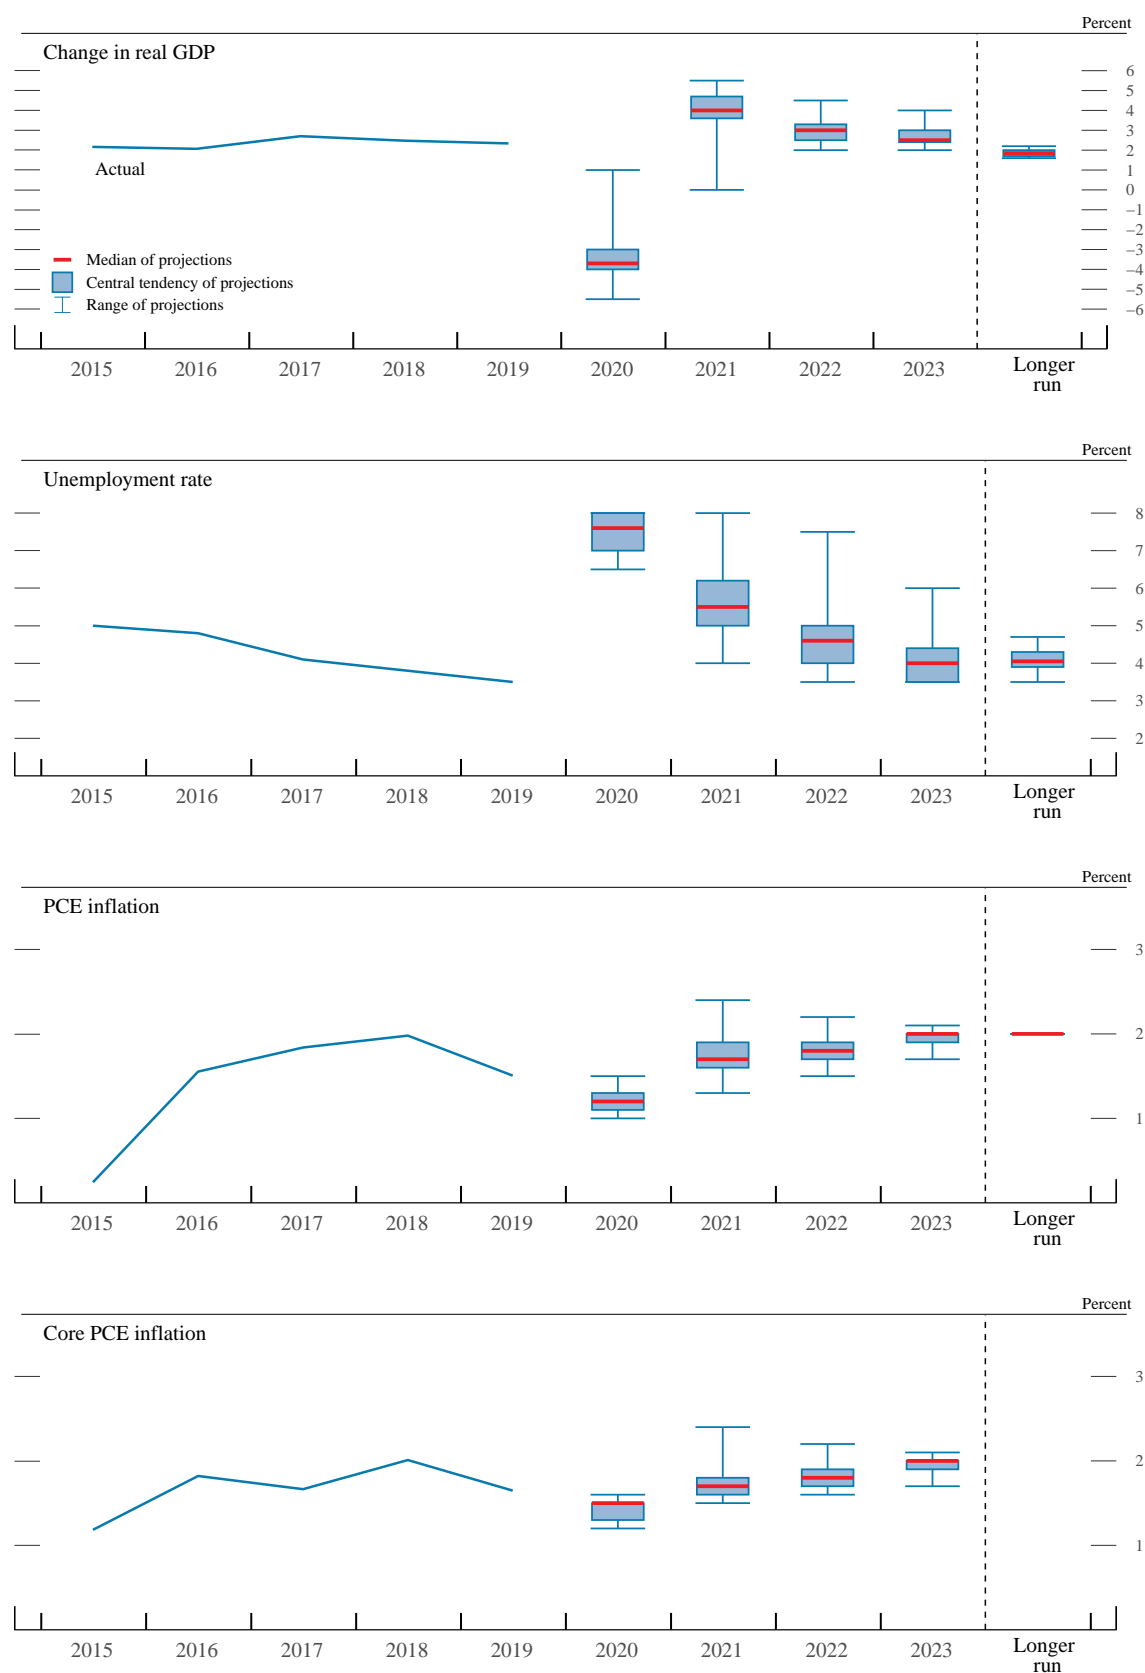 Percent
Change in real GDP
6
5
4
3
2
1
0
−1
−2
−3
−4
−5
−6
Actual
Median of projections
Central tendency of projections
Range of projections
2015 2016 2017 2018 2019 2020 2021 2022 2023 Longer
run
Percent
Unemployment rate
8
7
6
5
4
3
2
2015 2016 2017 2018 2019 2020 2021 2022 2023 Longer
run
Percent
PCE inflation
3
2
1
2015 2016 2017 2018 2019 2020 2021 2022 2023 Longer
run
Percent
Core PCE inflation
3
2
1
2015 2016 2017 2018 2019 2020 2021 2022 2023 Longer
run